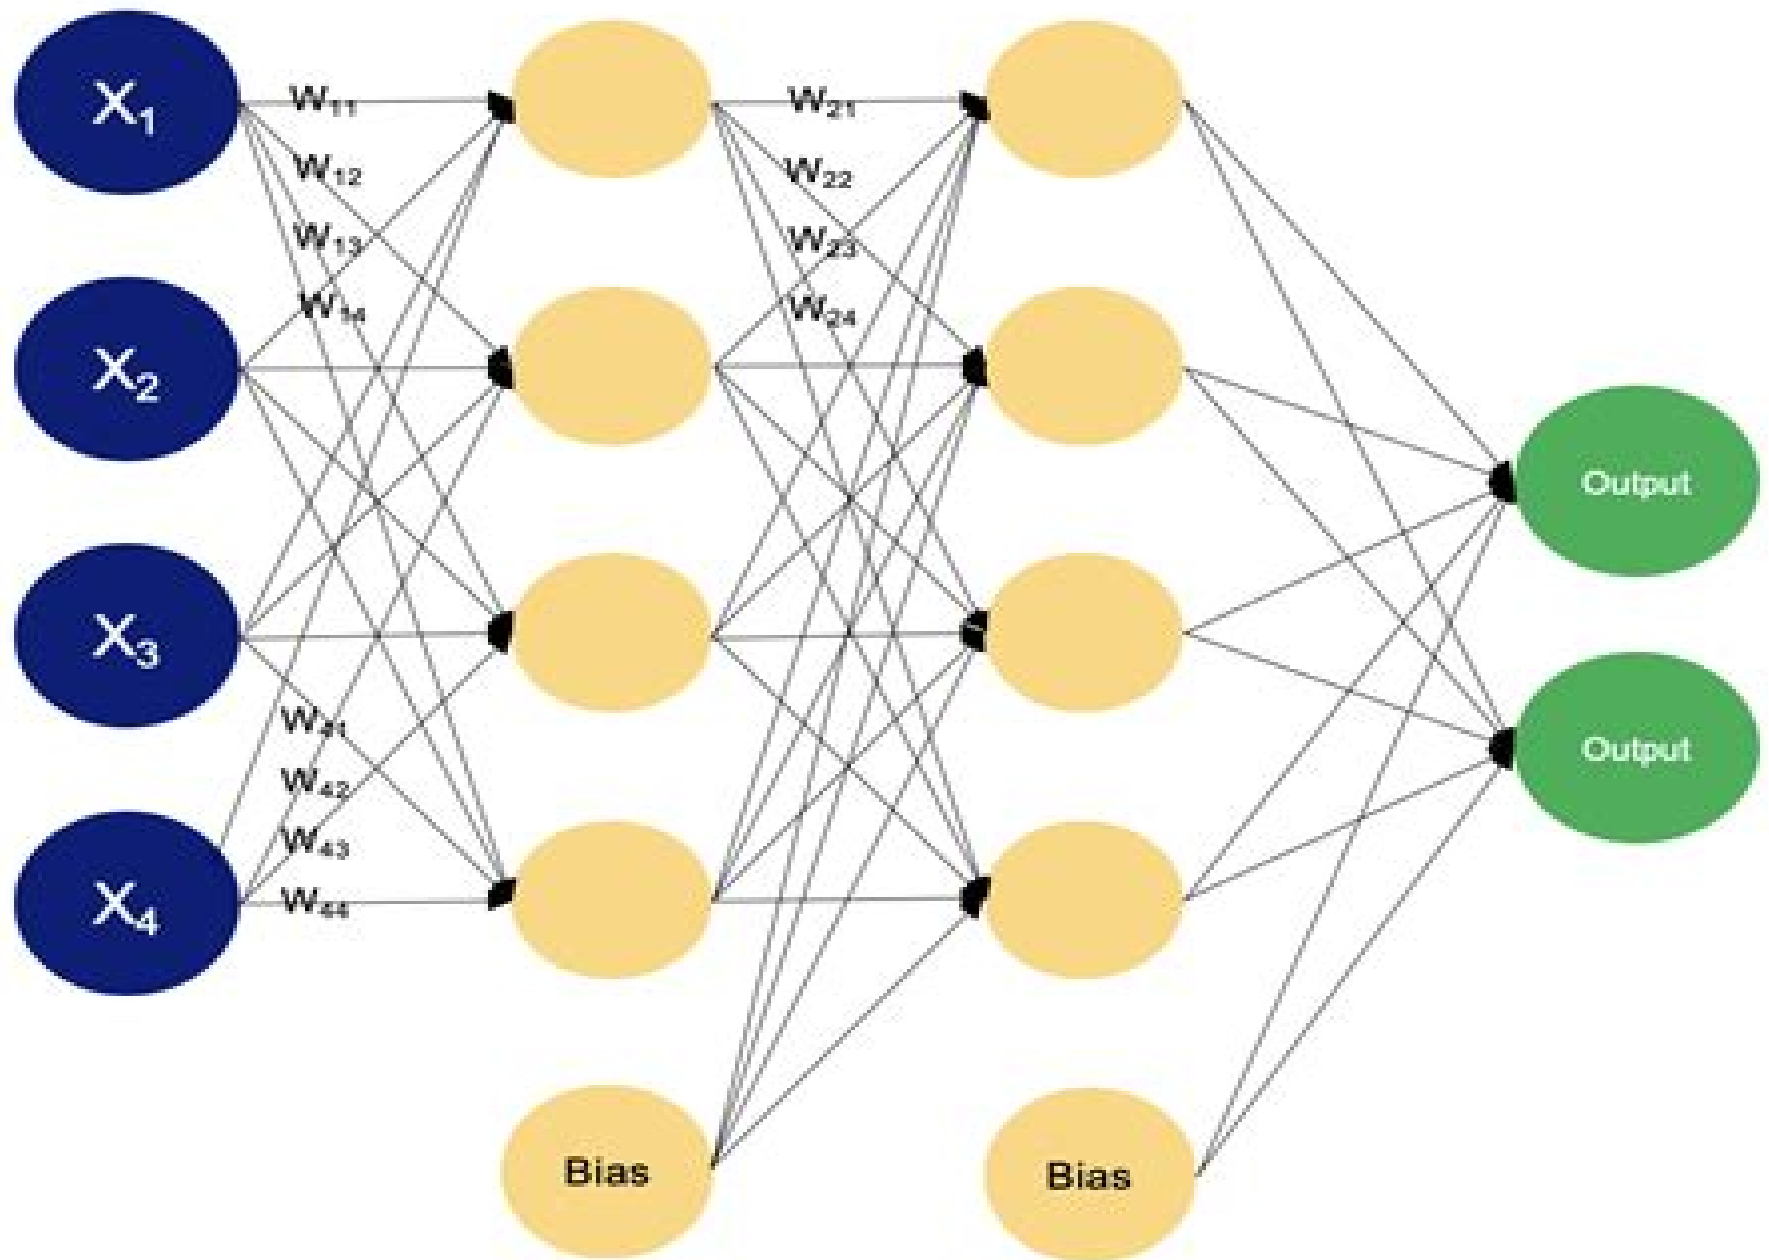 X₁
X₂
X₃
X₄
W₁₁
W₁₂
W₁₃
W₁₄
W₄₁
W₄₂
W₄₃
W₄₄
W₂₁
W₂₂
W₂₃
W₂₄
Bias
Bias
Output
Output